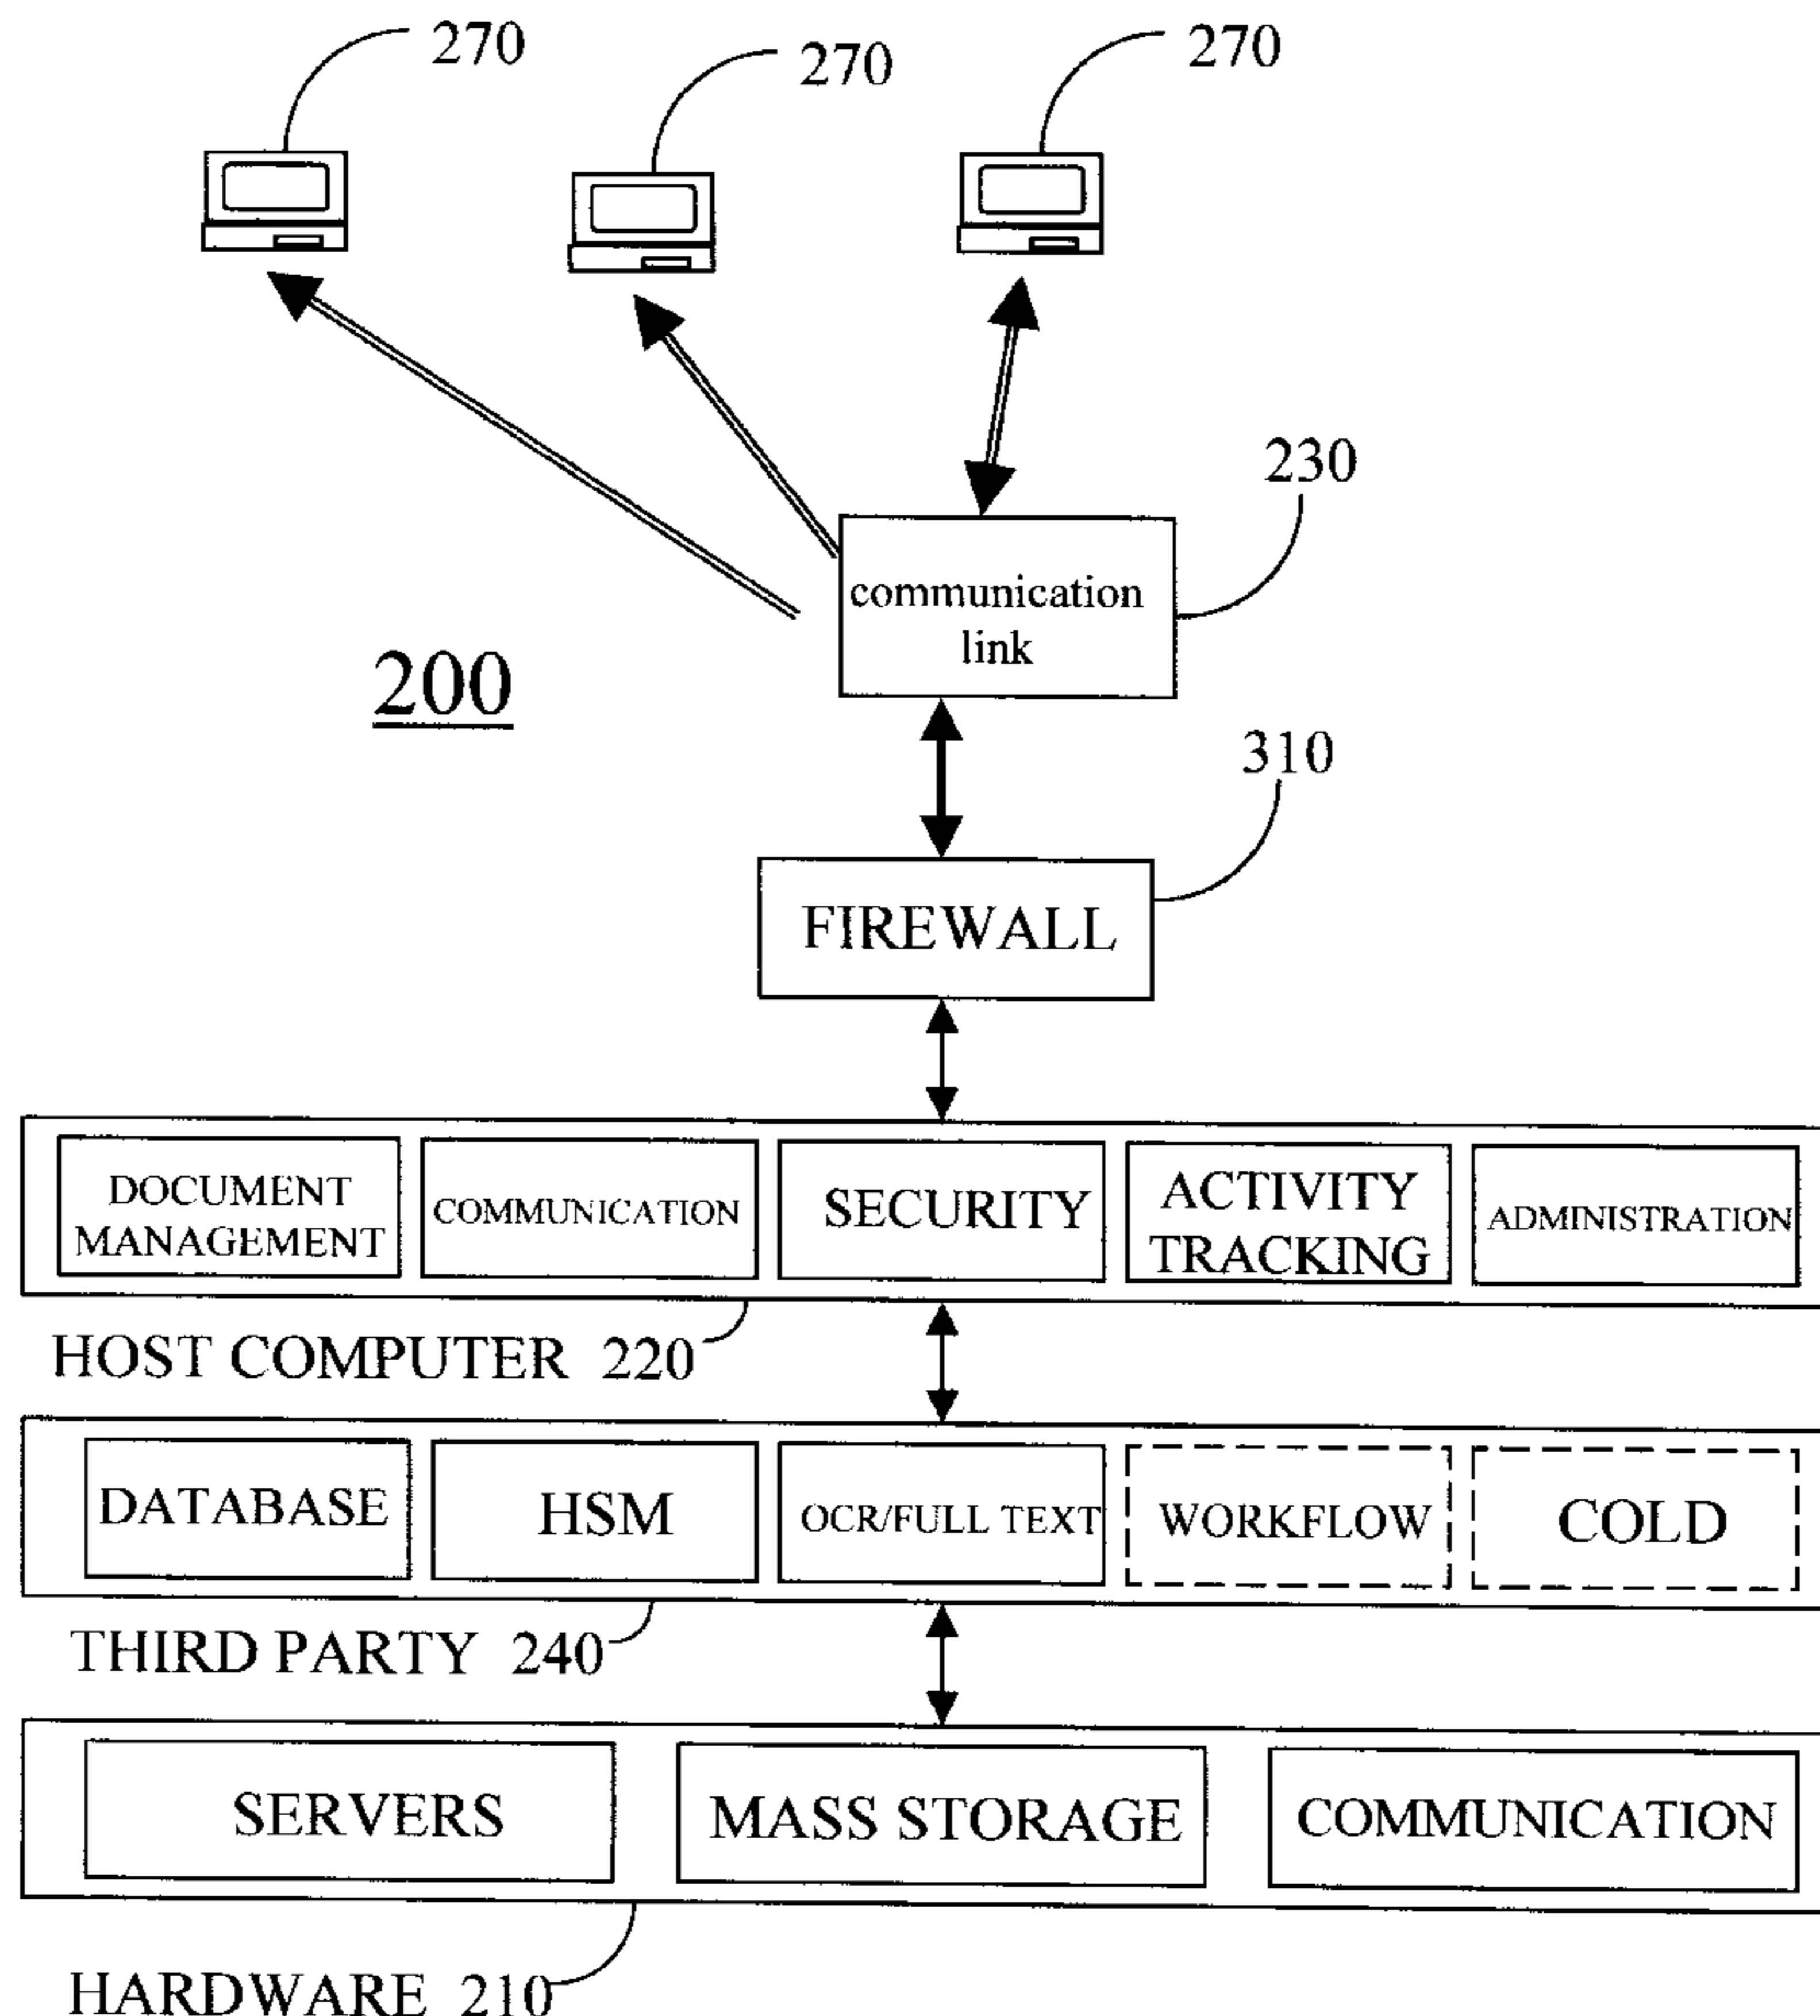 270
270
270
230
communication
link
200
310
FIREWALL
DOCUMENT
MANAGEMENT
COMMUNICATION
SECURITY
ACTIVITY
TRACKING
ADMINISTRATION
HOST COMPUTER 220
DATABASE
HSM
OCR/FULL TEXT
WORKFLOW
COLD
THIRD PARTY 240
SERVERS
MASS STORAGE
COMMUNICATION
HARDWARE 210